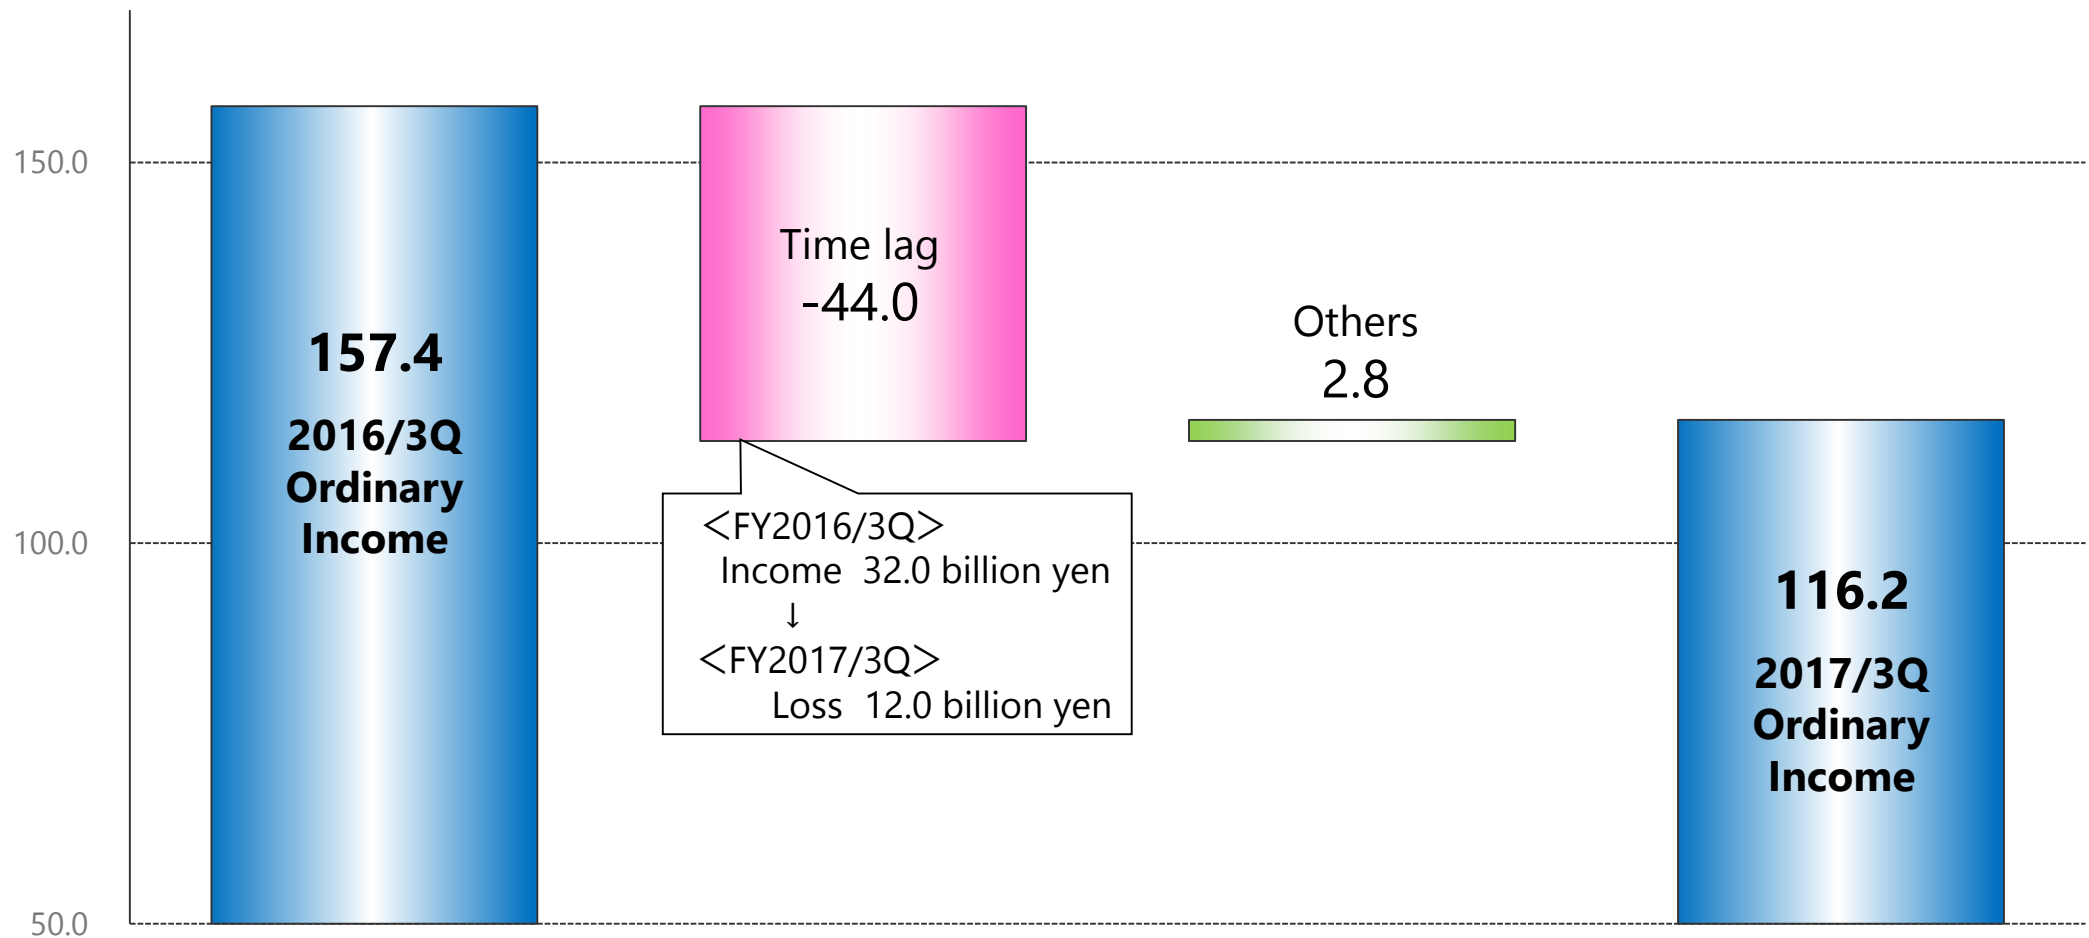 150.0
100.0
50.0
157.4
2016/3Q
Ordinary
Income
Time lag
-44.0
<FY2016/3Q>
Income 32.0 billion yen
↓
<FY2017/3Q>
Loss 12.0 billion yen
Others
2.8
116.2
2017/3Q
Ordinary
Income